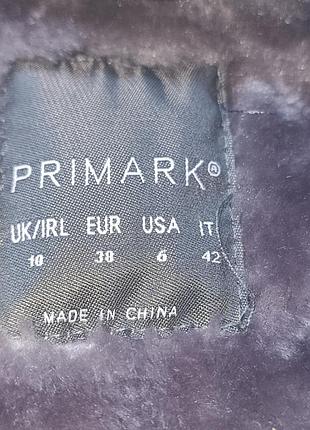 PRIMARK®
UK/IRL EUR USA IT
10 38 6 42
MADE IN CHINA